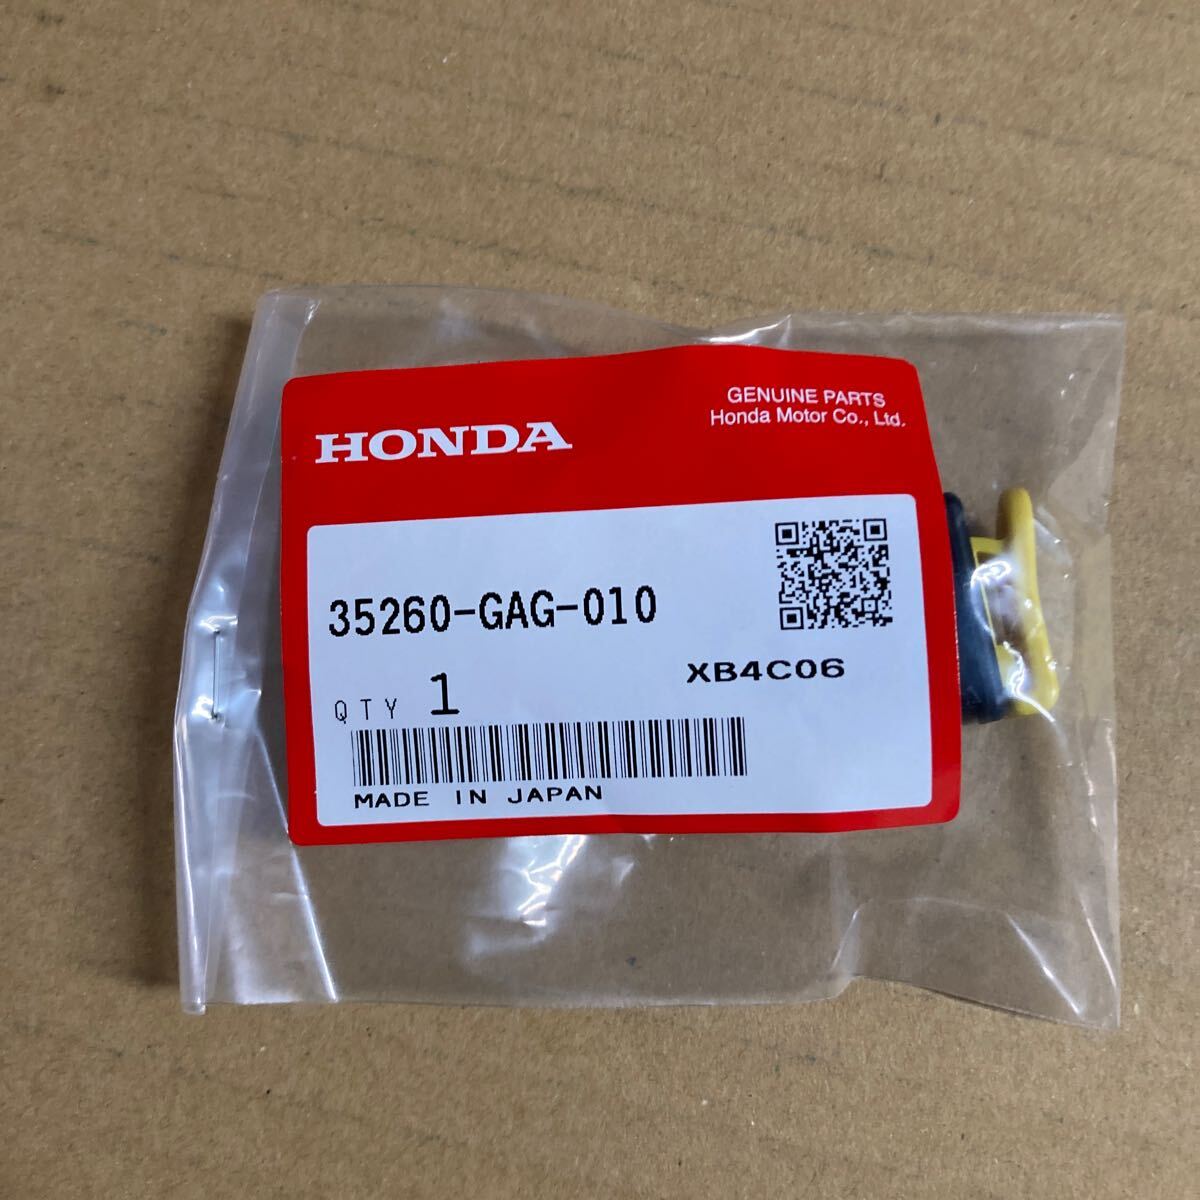 HONDA
GENUINE PARTS
Honda Motor Co., Ltd.
35260-GAG-010
XB4C06
QTY 1
MADE IN JAPAN